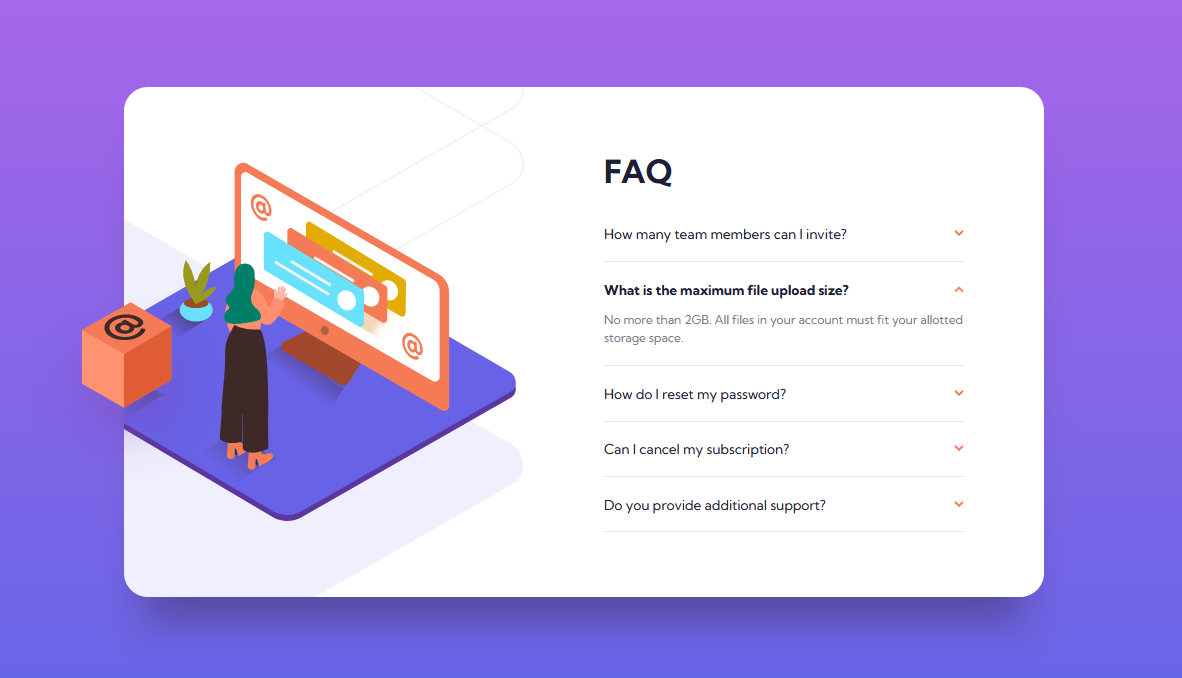 FAQ
How many team members can I invite?
What is the maximum file upload size?
No more than 2GB. All files in your account must fit your allotted
storage space.
How do I reset my password?
Can I cancel my subscription?
Do you provide additional support?
@
@
@